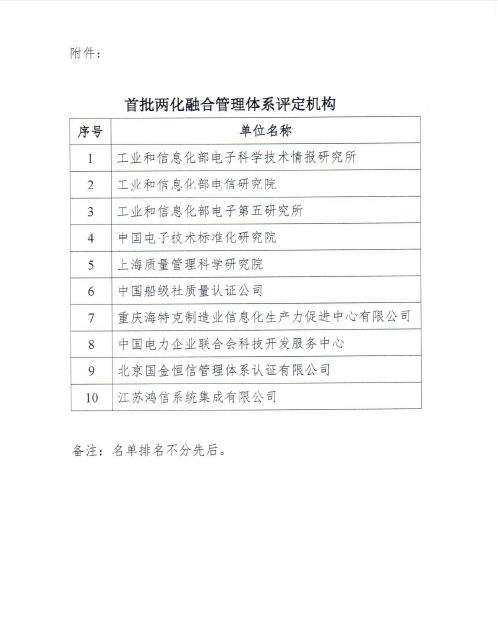 附件：
首批两化融合管理体系评定机构
序号 单位名称
1 工业和信息化部电子科学技术情报研究所
2 工业和信息化部电信研究院
3 工业和信息化部电子第五研究所
4 中国电子技术标准化研究院
5 上海质量管理科学研究院
6 中国船级社质量认证公司
7 重庆海特克制造业信息化生产力促进中心有限公司
8 中国电力企业联合会科技开发服务中心
9 北京国金恒信管理体系认证有限公司
10 江苏鸿信系统集成有限公司
备注：名单排名不分先后。